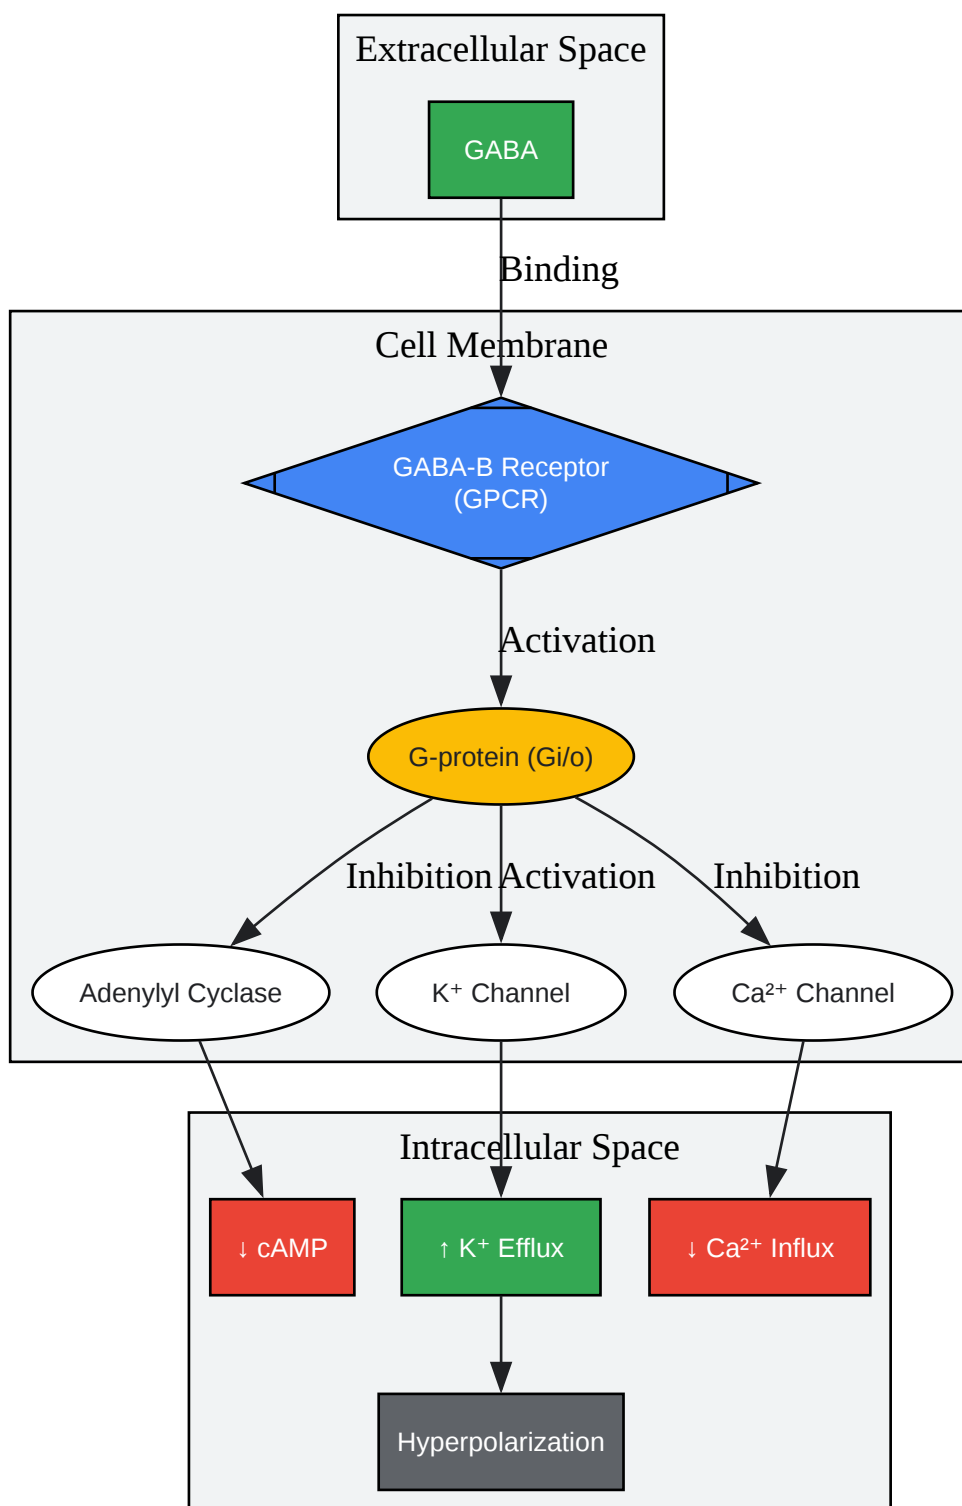 Extracellular Space
GABA
Binding
Cell Membrane
GABA-B Receptor
(GPCR)
Activation
G-protein (Gi/o)
Inhibition
Activation
Inhibition
Adenylyl Cyclase
K⁺ Channel
Ca²⁺ Channel
Intracellular Space
↓ cAMP
↑ K⁺ Efflux
↓ Ca²⁺ Influx
Hyperpolarization